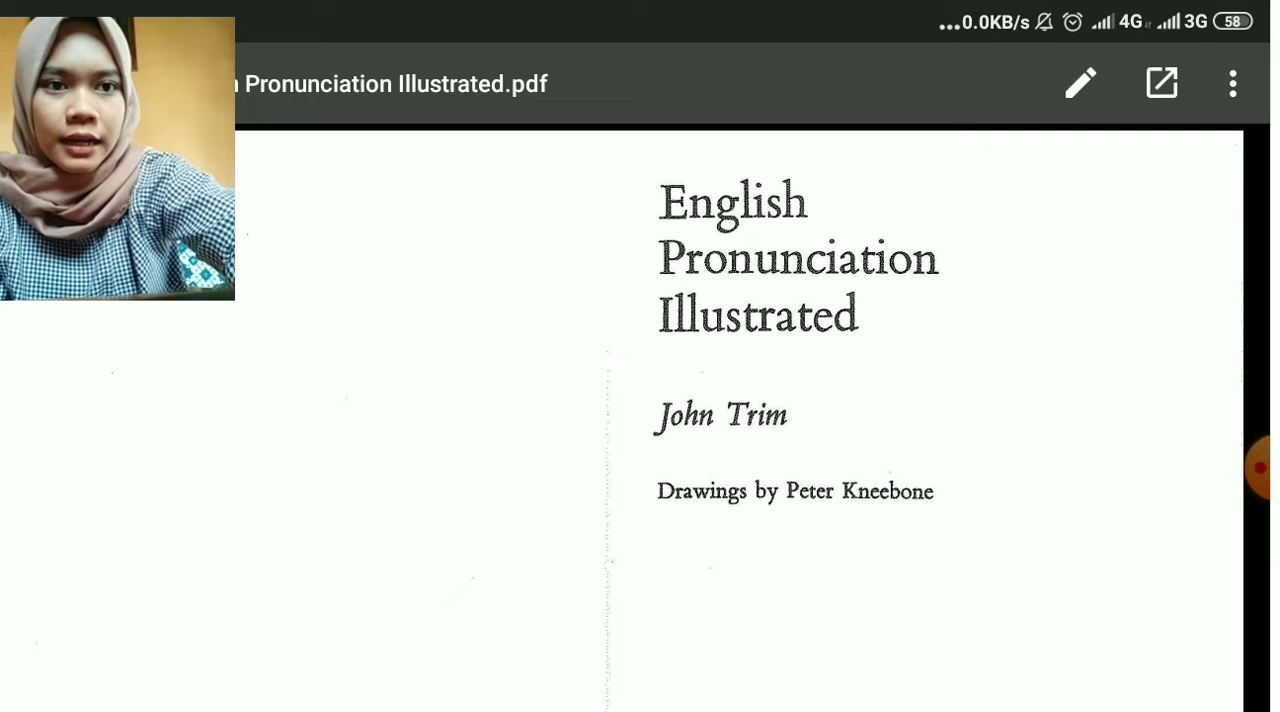 ...0.0KB/s 4G 3G 58
n Pronunciation Illustrated.pdf
English
Pronunciation
Illustrated
John Trim
Drawings by Peter Kneebone